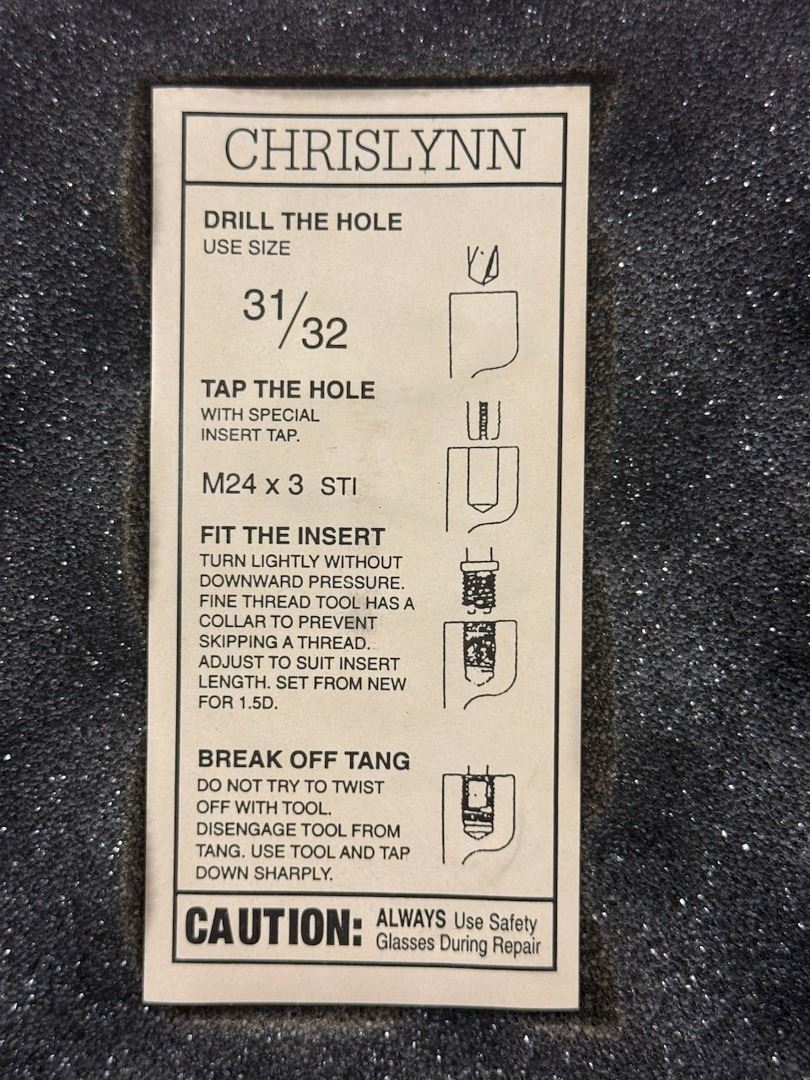 CHRISLYNN
DRILL THE HOLE
USE SIZE
31/32
TAP THE HOLE
WITH SPECIAL
INSERT TAP.
M24 x 3 STI
FIT THE INSERT
TURN LIGHTLY WITHOUT
DOWNWARD PRESSURE.
FINE THREAD TOOL HAS A
COLLAR TO PREVENT
SKIPPING A THREAD.
ADJUST TO SUIT INSERT
LENGTH. SET FROM NEW
FOR 1.5D.
BREAK OFF TANG
DO NOT TRY TO TWIST
OFF WITH TOOL.
DISENGAGE TOOL FROM
TANG. USE TOOL AND TAP
DOWN SHARPLY.
CAUTION: ALWAYS Use Safety
Glasses During Repair